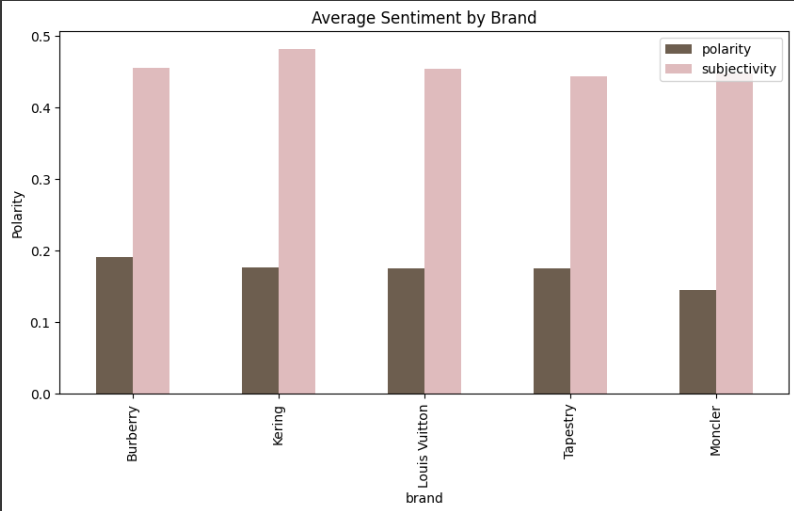 Average Sentiment by Brand
polarity
subjectivity
Polarity
0.5
0.4
0.3
0.2
0.1
0.0
Burberry
Kering
Louis Vuitton
Tapestry
Moncler
brand